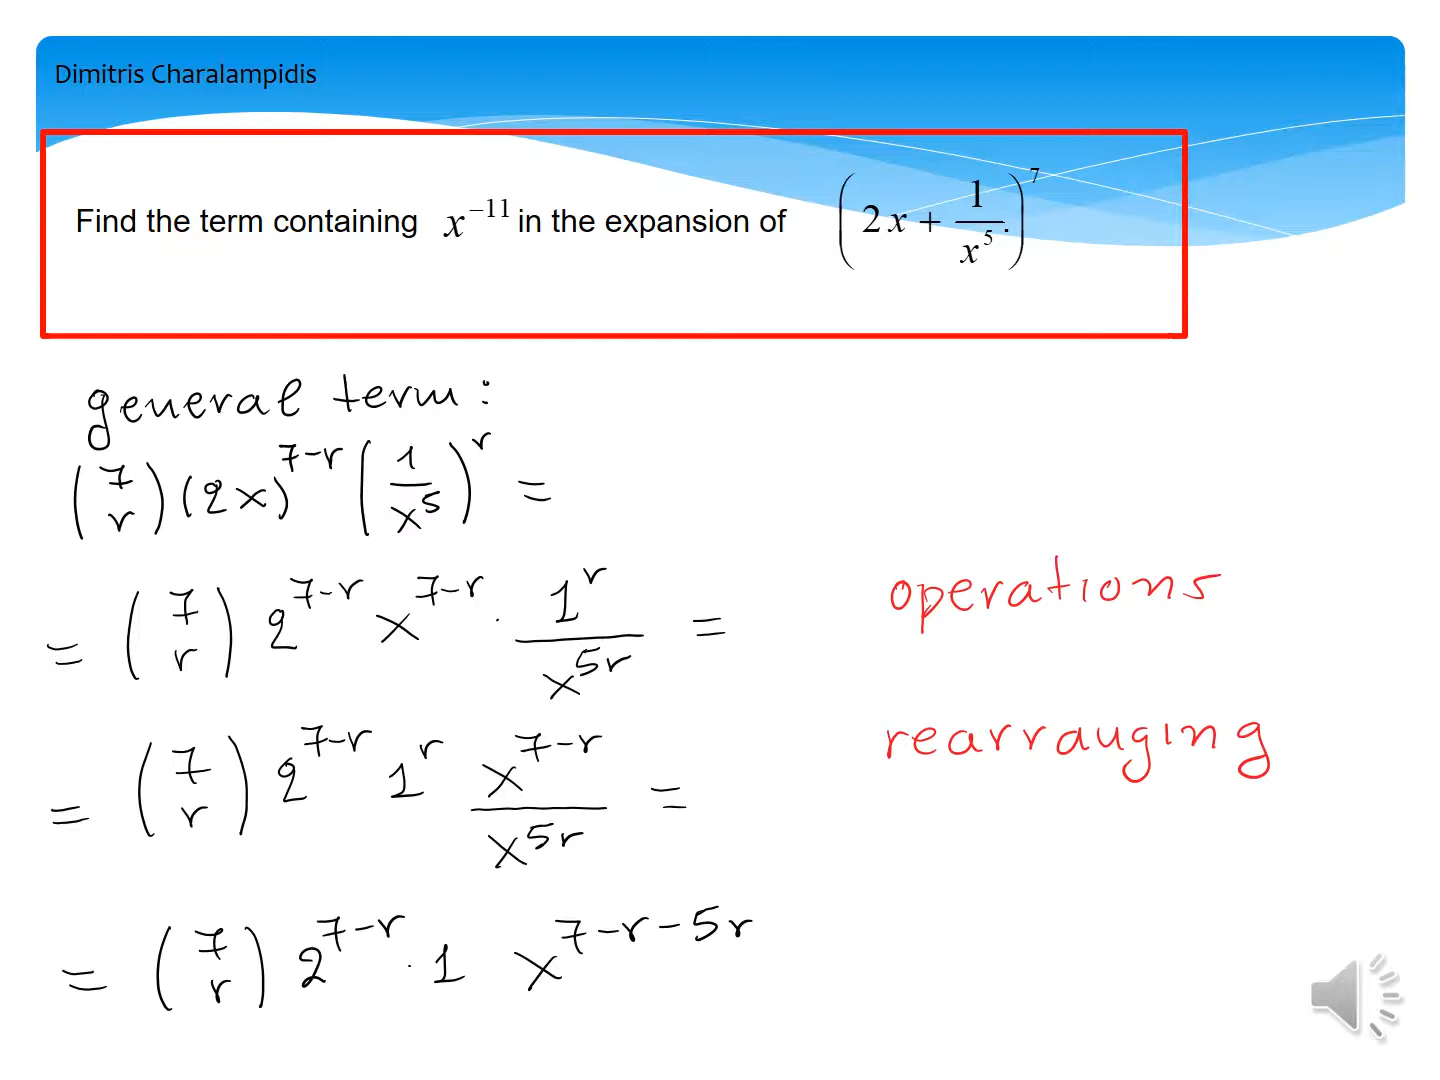 Dimitris Charalampidis
Find the term containing x^{-11} in the expansion of (2x + 1/x^5.)^7
general term:
(7 r) (2x)^{7-r} (1/x^5)^r =
= (7 r) 2^{7-r} x^{7-r} · 1^r/x^{5r} =
operations
= (7 r) 2^{7-r} 1^r x^{7-r}/x^{5r} =
rearrauging
= (7 r) 2^{7-r} · 1 x^{7-r-5r}